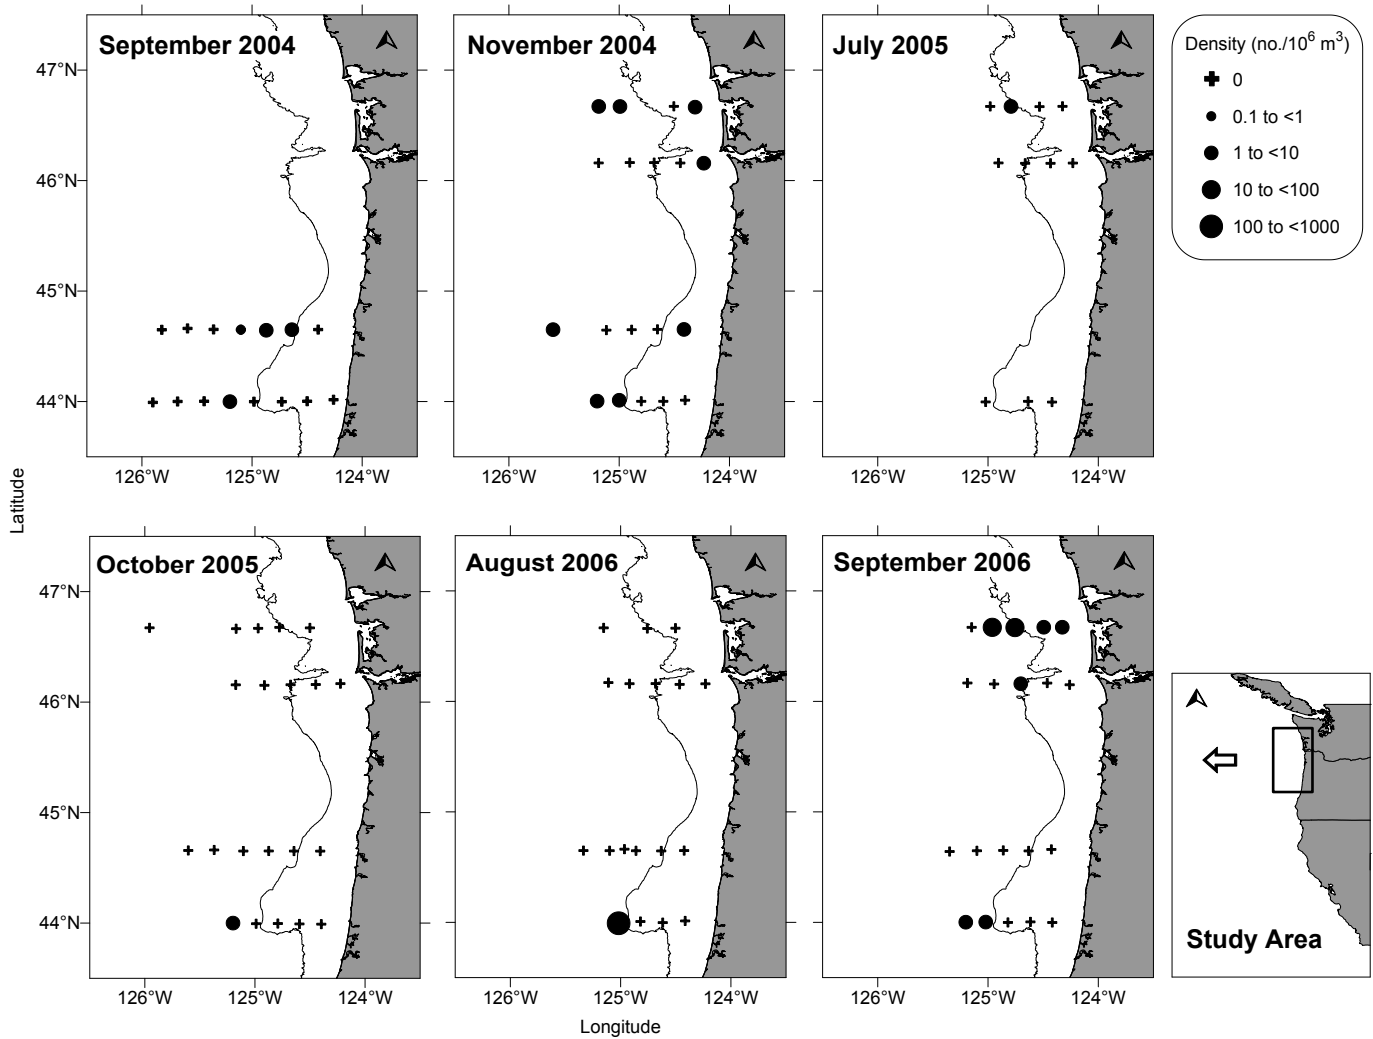 September 2004
November 2004
July 2005
Density (no./10⁶ m³)
0
0.1 to <1
1 to <10
10 to <100
100 to <1000
47°N
46°N
45°N
44°N
126°W 125°W 124°W
126°W 125°W 124°W
126°W 125°W 124°W
Latitude
October 2005
August 2006
September 2006
47°N
46°N
45°N
44°N
126°W 125°W 124°W
126°W 125°W 124°W
126°W 125°W 124°W
Study Area
Longitude